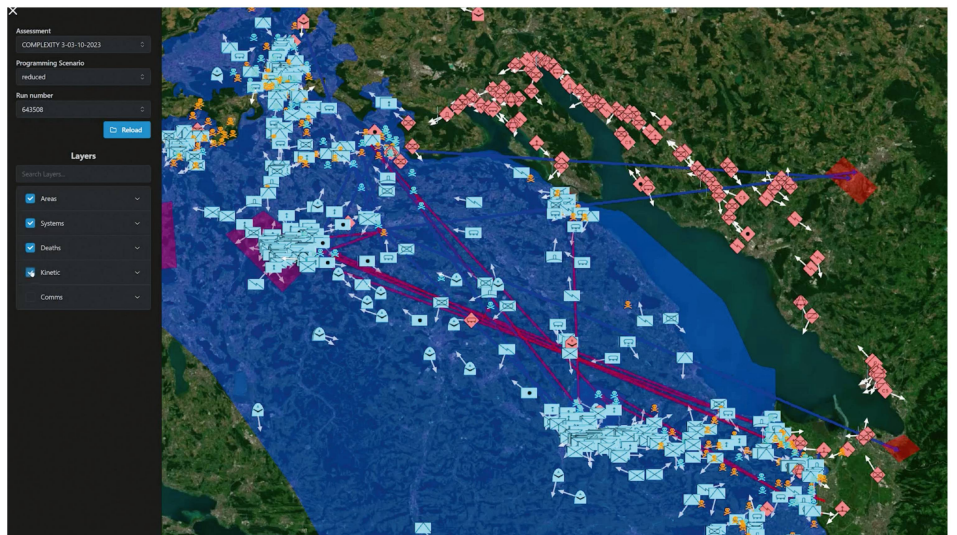 Assessment
COMPLEXITY 3-03-10-2023
Programming Scenario
reduced
Run number
643508
Reload
Layers
Search Layers..
Areas
Systems
Deaths
Kinetic
Comms